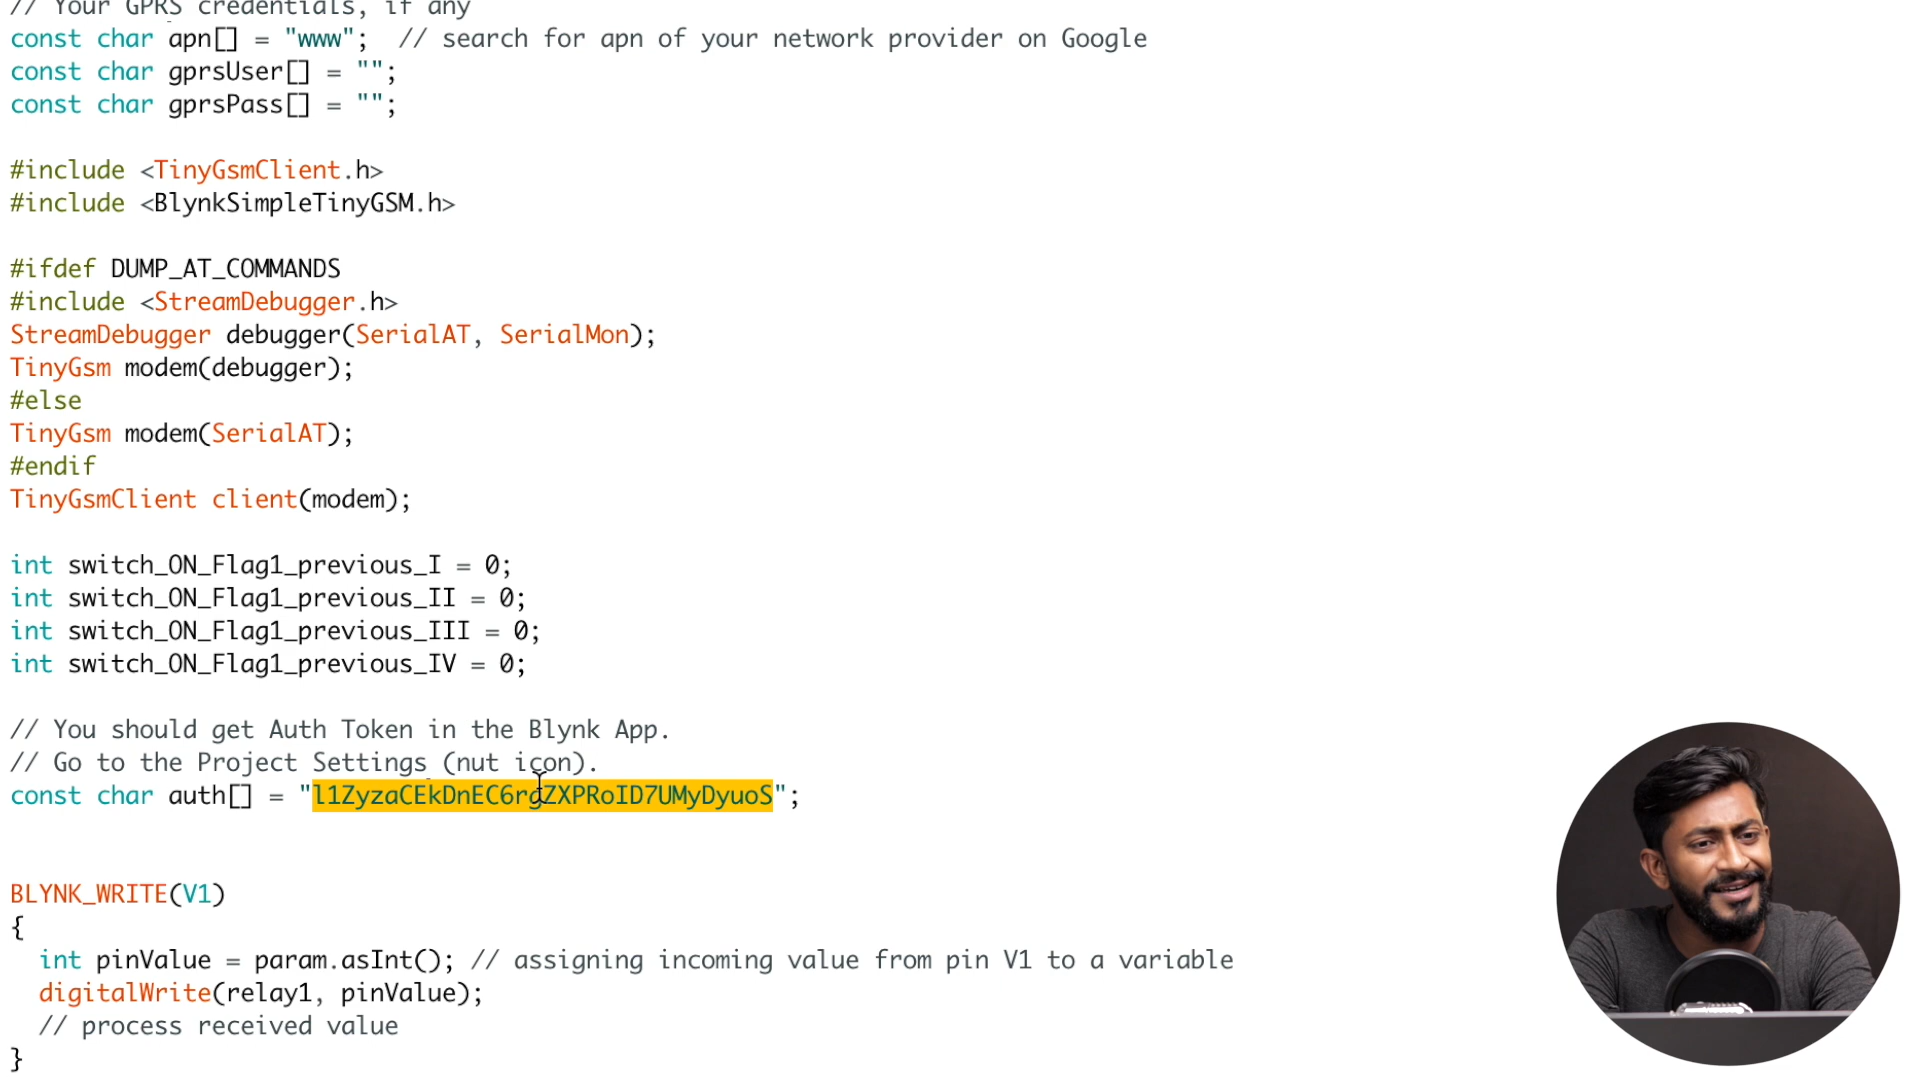 // Your GPRS credentials, if any
const char apn[] = "www";  // search for apn of your network provider on Google
const char gprsUser[] = "";
const char gprsPass[] = "";
#include <TinyGsmClient.h>
#include <BlynkSimpleTinyGSM.h>
#ifdef DUMP_AT_COMMANDS
#include <StreamDebugger.h>
StreamDebugger debugger(SerialAT, SerialMon);
TinyGsm modem(debugger);
#else
TinyGsm modem(SerialAT);
#endif
TinyGsmClient client(modem);
int switch_ON_Flag1_previous_I = 0;
int switch_ON_Flag1_previous_II = 0;
int switch_ON_Flag1_previous_III = 0;
int switch_ON_Flag1_previous_IV = 0;
// You should get Auth Token in the Blynk App.
// Go to the Project Settings (nut icon).
const char auth[] = "l1ZyzaCEkDnEC6rgZXPRoID7UMyDyuoS";
BLYNK_WRITE(V1)
{
  int pinValue = param.asInt(); // assigning incoming value from pin V1 to a variable
  digitalWrite(relay1, pinValue);
  // process received value
}